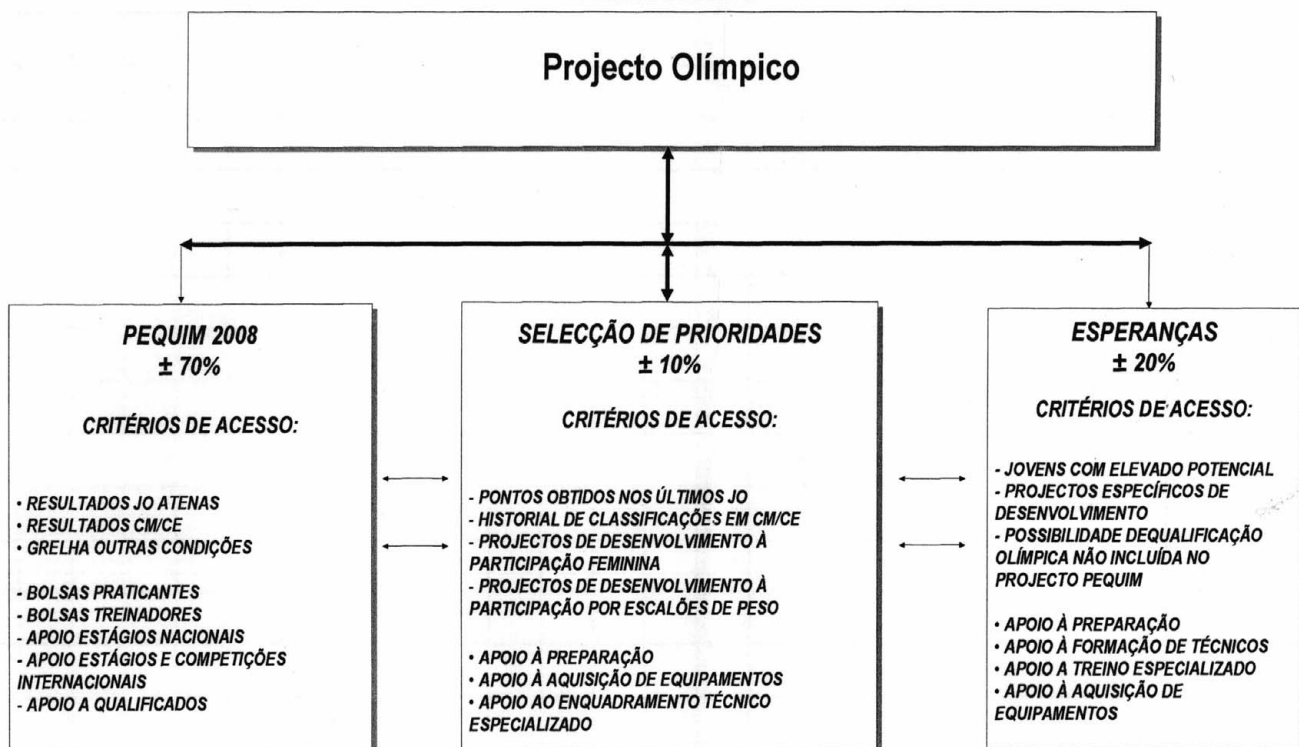 Projecto Olímpico
PEQUIM 2008
± 70%
CRITÉRIOS DE ACESSO:
• RESULTADOS JO ATENAS
• RESULTADOS CM/CE
• GRELHA OUTRAS CONDIÇÕES
- BOLSAS PRATICANTES
- BOLSAS TREINADORES
- APOIO ESTÁGIOS NACIONAIS
- APOIO ESTÁGIOS E COMPETIÇÕES
INTERNACIONAIS
- APOIO A QUALIFICADOS
SELECÇÃO DE PRIORIDADES
± 10%
CRITÉRIOS DE ACESSO:
- PONTOS OBTIDOS NOS ÚLTIMOS JO
- HISTORIAL DE CLASSIFICAÇÕES EM CM/CE
- PROJECTOS DE DESENVOLVIMENTO À
PARTICIPAÇÃO FEMININA
- PROJECTOS DE DESENVOLVIMENTO À
PARTICIPAÇÃO POR ESCALÕES DE PESO
• APOIO À PREPARAÇÃO
• APOIO À AQUISIÇÃO DE EQUIPAMENTOS
• APOIO AO ENQUADRAMENTO TÉCNICO
ESPECIALIZADO
ESPERANÇAS
± 20%
CRITÉRIOS DE ACESSO:
- JOVENS COM ELEVADO POTENCIAL
- PROJECTOS ESPECÍFICOS DE
DESENVOLVIMENTO
- POSSIBILIDADE DEQUALIFICAÇÃO
OLÍMPICA NÃO INCLUÍDA NO
PROJECTO PEQUIM
• APOIO À PREPARAÇÃO
• APOIO À FORMAÇÃO DE TÉCNICOS
• APOIO A TREINO ESPECIALIZADO
• APOIO À AQUISIÇÃO DE
EQUIPAMENTOS